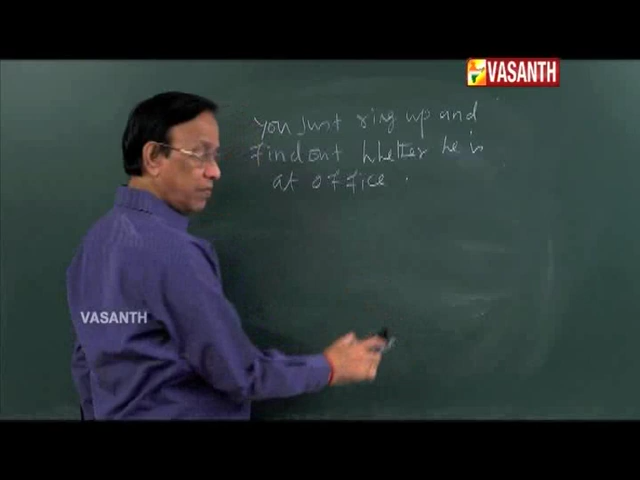 VASANTH
You Just ring up and
Find out whether he is
at office.
VASANTH